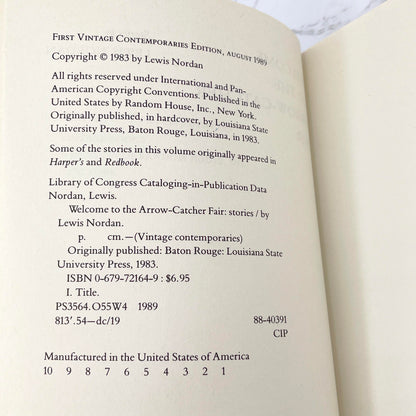 First Vintage Contemporaries Edition, August 1989
Copyright © 1983 by Lewis Nordan
All rights reserved under International and Pan-
American Copyright Conventions. Published in the
United States by Random House, Inc., New York.
Originally published, in hardcover, by Louisiana State
University Press, Baton Rouge, Louisiana, in 1983.
Some of the stories in this volume originally appeared in
Harper's and Redbook.
Library of Congress Cataloging-in-Publication Data
Nordan, Lewis.
Welcome to the Arrow-Catcher Fair: stories / by
Lewis Nordan.
p. cm.—(Vintage contemporaries)
Originally published: Baton Rouge: Louisiana State
University Press, 1983.
ISBN 0-679-72164-9 : $6.95
I. Title.
PS3564.O55W4 1989
813'.54—dc/19 88-40391
CIP
Manufactured in the United States of America
10 9 8 7 6 5 4 3 2 1